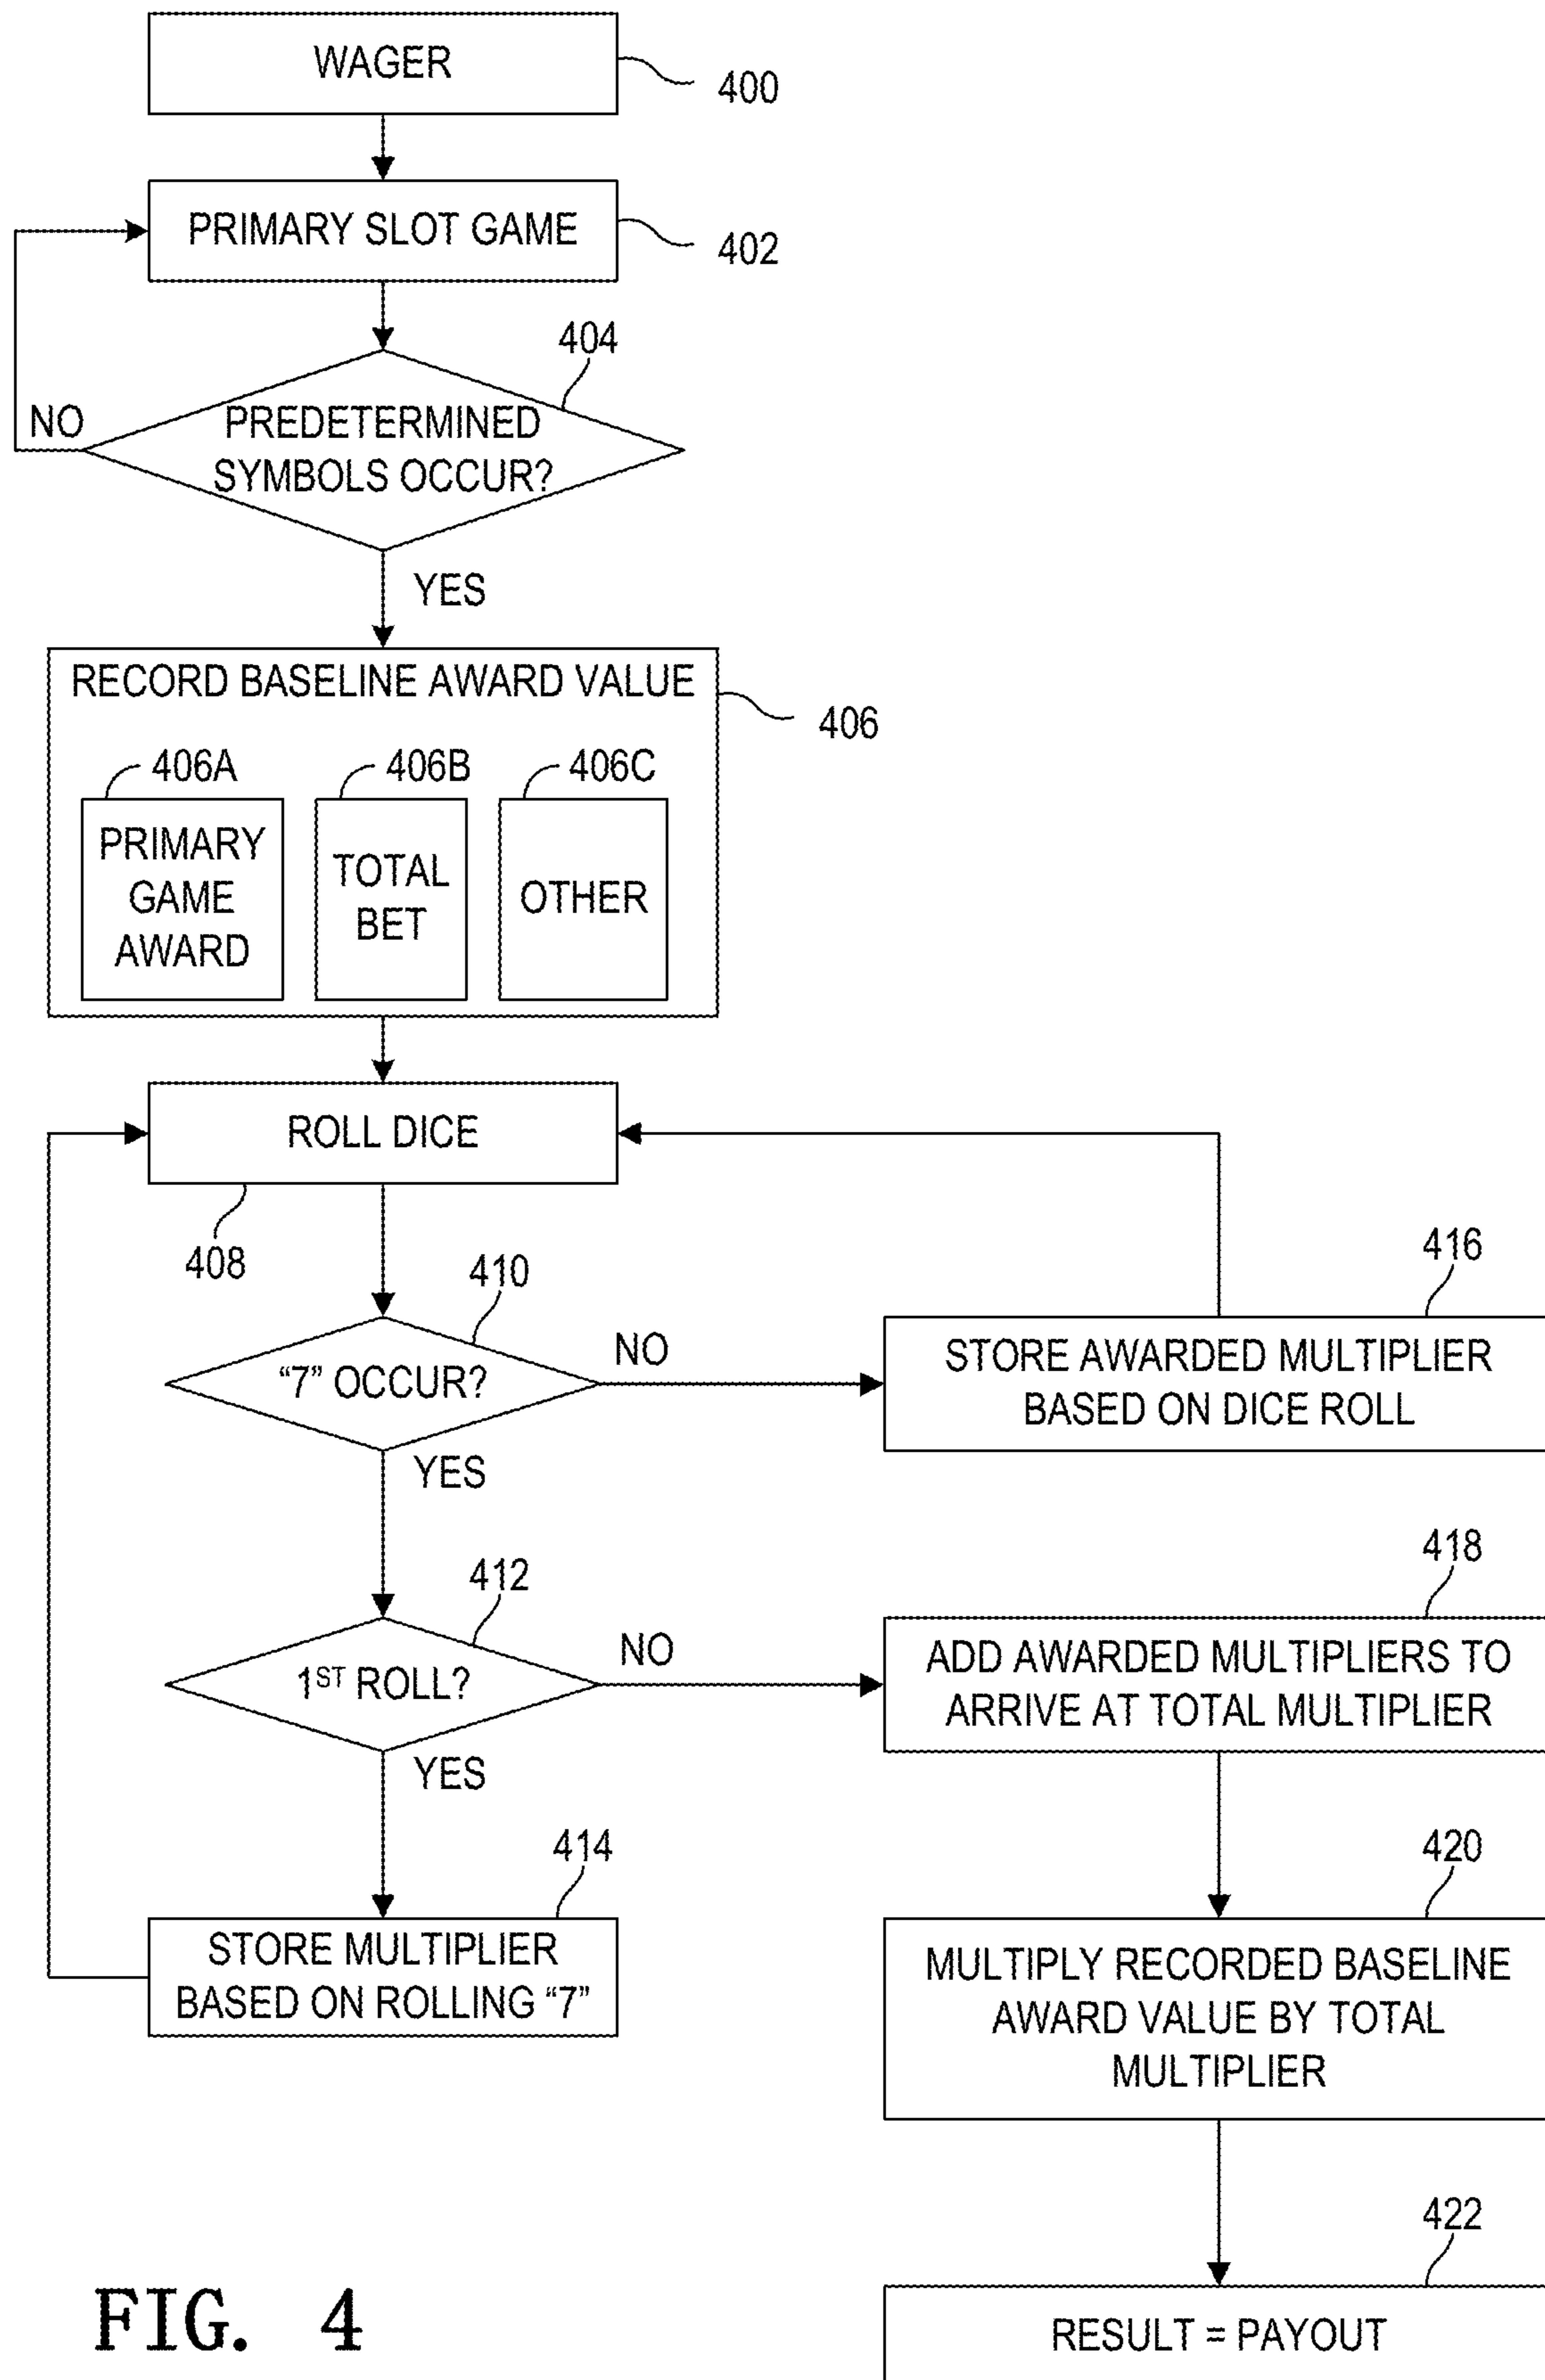 WAGER
400
PRIMARY SLOT GAME
402
404
NO
PREDETERMINED
SYMBOLS OCCUR?
YES
RECORD BASELINE AWARD VALUE
406
406A
406B
406C
PRIMARY
GAME
AWARD
TOTAL
BET
OTHER
ROLL DICE
408
410
"7" OCCUR?
NO
416
STORE AWARDED MULTIPLIER
BASED ON DICE ROLL
YES
412
1ST ROLL?
NO
418
ADD AWARDED MULTIPLIERS TO
ARRIVE AT TOTAL MULTIPLIER
YES
414
STORE MULTIPLIER
BASED ON ROLLING "7"
420
MULTIPLY RECORDED BASELINE
AWARD VALUE BY TOTAL
MULTIPLIER
422
RESULT = PAYOUT
FIG. 4